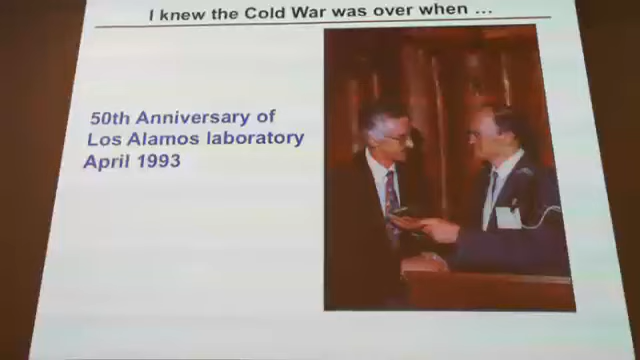 I knew the Cold War was over when ...
50th Anniversary of
Los Alamos laboratory
April 1993